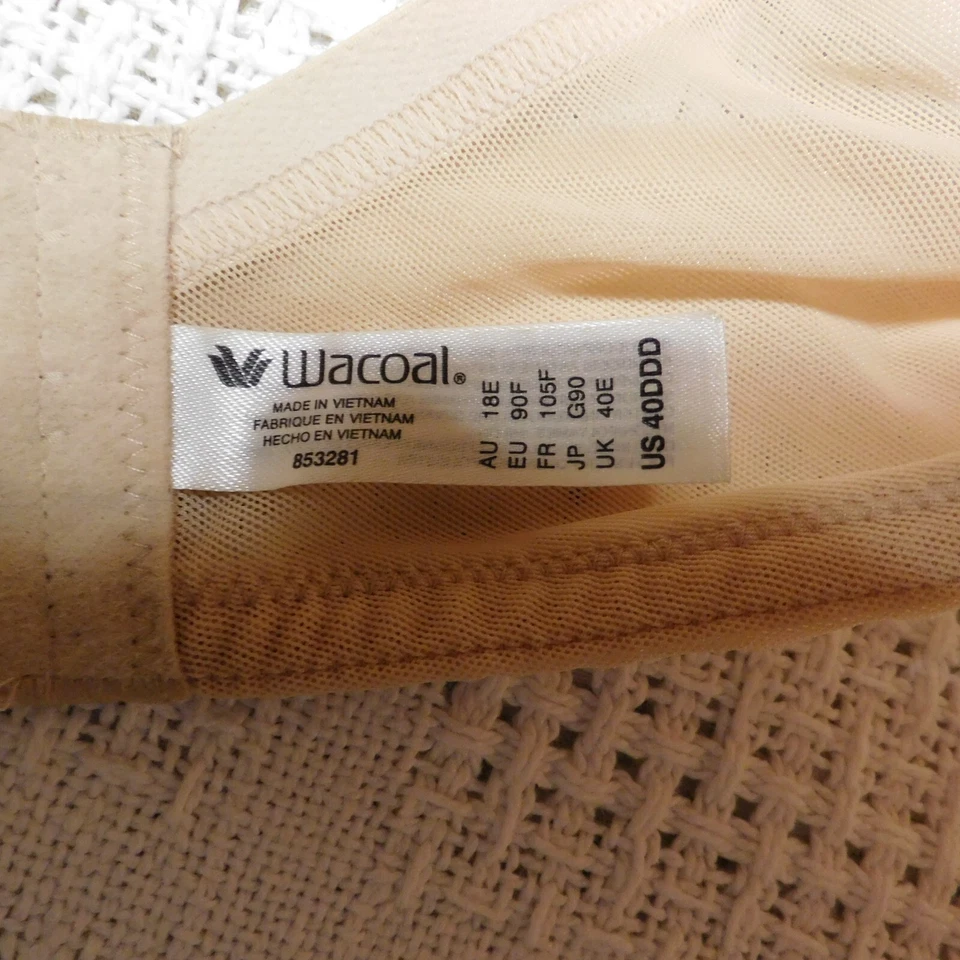 Wacoal®
MADE IN VIETNAM
FABRIQUE EN VIETNAM
HECHO EN VIETNAM
853281
AU 18E
EU 90F
FR 105F
JP G90
UK 40E
US 40DDD